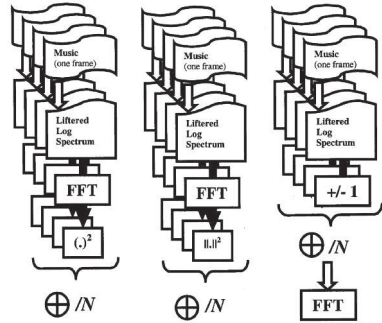 Music
(one frame)
Liftered
Log
Spectrum
FFT
(.)²
⊕ /N
Music
(one frame)
Liftered
Log
Spectrum
FFT
||.||²
⊕ /N
Music
(one frame)
Liftered
Log
Spectrum
+/- 1
⊕ /N
FFT